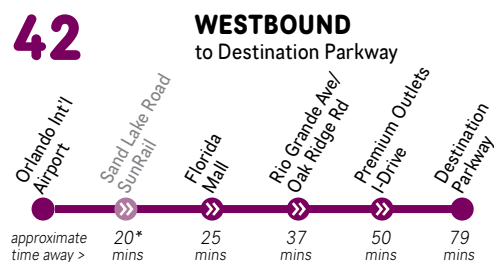 42
WESTBOUND
to Destination Parkway
Orlando Int'l
Airport
Sand Lake Road
SunRail
Florida
Mall
Rio Grande Ave/
Oak Ridge Rd
Premium Outlets
I-Drive
Destination
Parkway
approximate
time away >
20*
mins
25
mins
37
mins
50
mins
79
mins